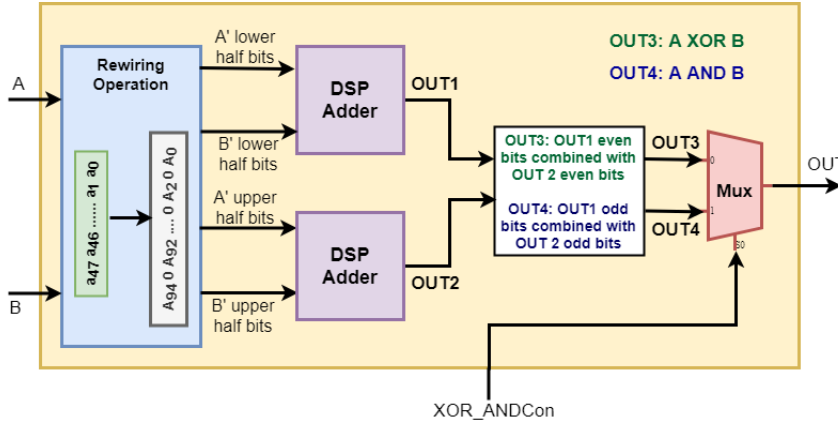 A
B
Rewiring
Operation
a47 a46 ...... a1 a0
A94 0 A92 .... 0 A2 0 A0
A' lower
half bits
B' lower
half bits
A' upper
half bits
B' upper
half bits
DSP
Adder
DSP
Adder
OUT1
OUT2
OUT3: A XOR B
OUT4: A AND B
OUT3: OUT1 even
bits combined with
OUT 2 even bits
OUT4: OUT1 odd
bits combined with
OUT 2 odd bits
OUT3
OUT4
0
1
Mux
S0
OUT
XOR_ANDCon